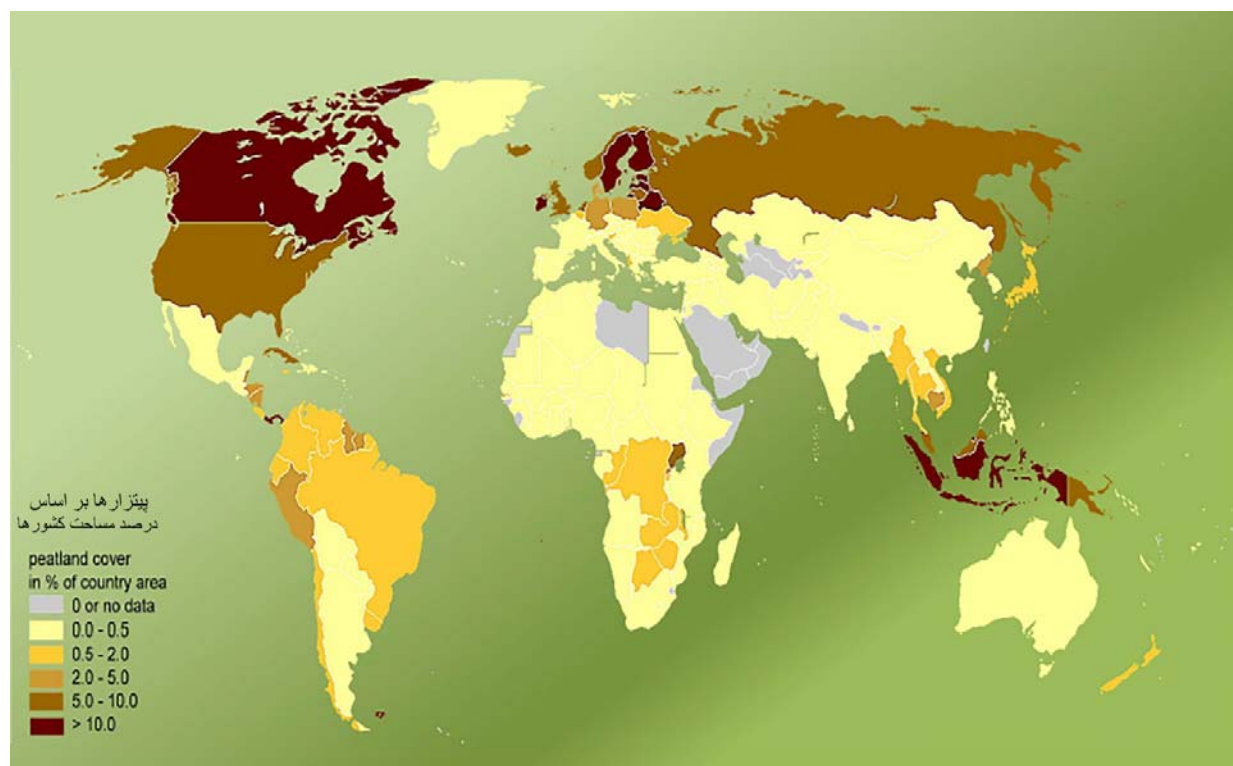 پیتزارها بر اساس
درصد مساحت کشورها
peatland cover
in % of country area
0 or no data
0.0 - 0.5
0.5 - 2.0
2.0 - 5.0
5.0 - 10.0
> 10.0